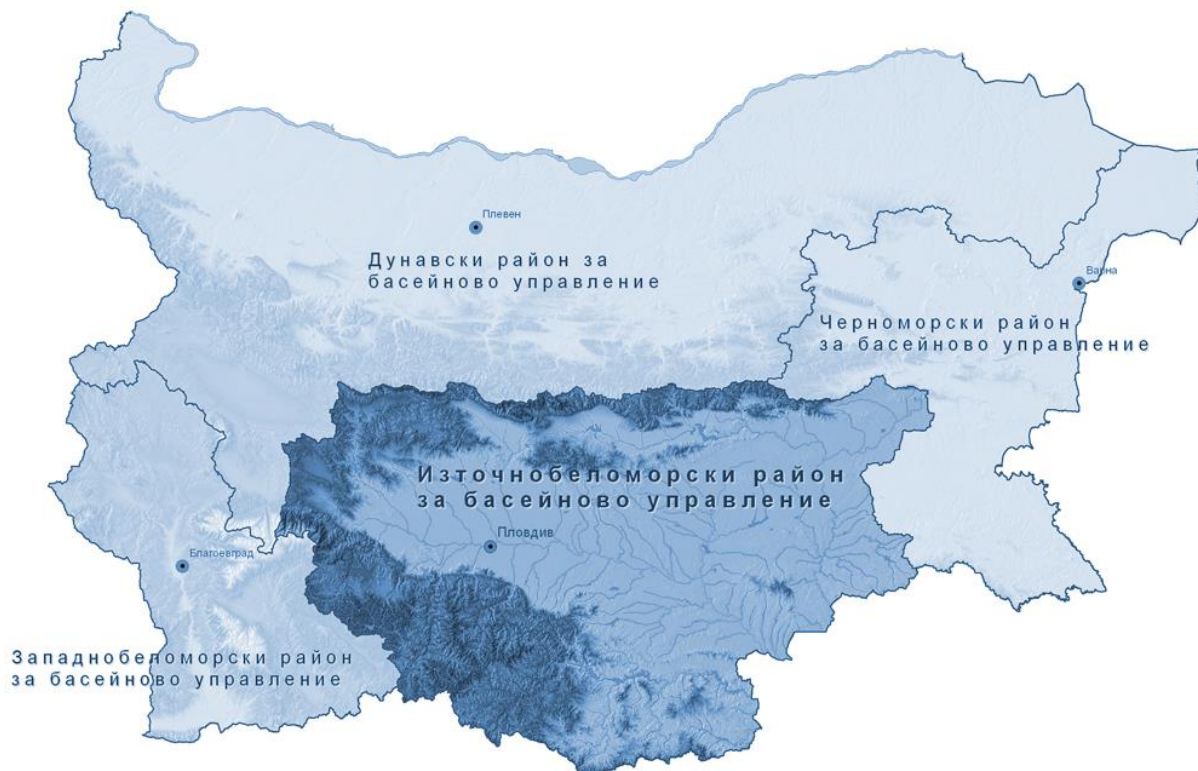 Плевен
Дунавски район за
басейново управление
Варна
Черноморски район
за басейново управление
Източнобеломорски район
за басейново управление
Пловдив
Благоевград
Западнобеломорски район
за басейново управление